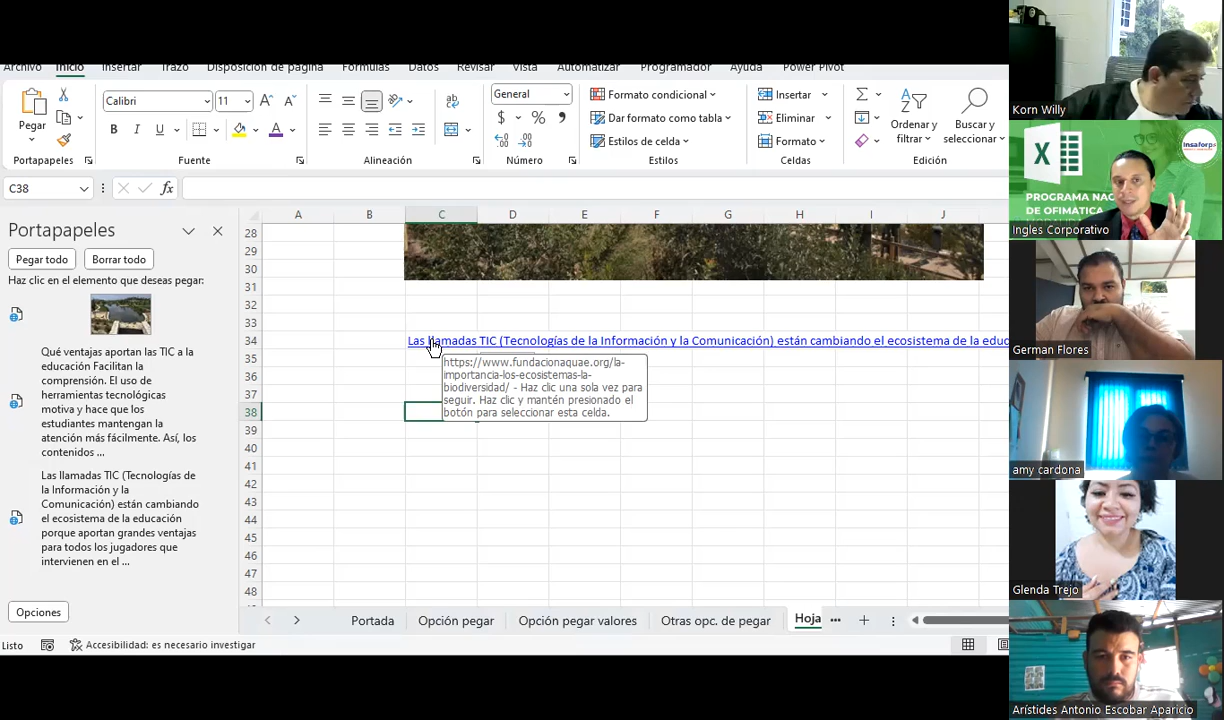 Archivo Inicio Insertar Trazo Disposición de página Fórmulas Datos Revisar Vista Automatizar Programador Ayuda Power Pivot
Pegar
Portapapeles
Calibri 11
N K S
Fuente
Alineación
General
$ % ,
Número
Formato condicional
Dar formato como tabla
Estilos de celda
Estilos
Insertar
Eliminar
Formato
Celdas
Ordenar y filtrar
Buscar y seleccionar
Edición
C38 fx
Portapapeles
Pegar todo Borrar todo
Haz clic en el elemento que deseas pegar:
Qué ventajas aportan las TIC a la
educación Facilitan la
comprensión. El uso de
herramientas tecnológicas
motiva y hace que los
estudiantes mantengan la
atención más fácilmente. Así, los
contenidos ...
Las llamadas TIC (Tecnologías de
la Información y la
Comunicación) están cambiando
el ecosistema de la educación
porque aportan grandes ventajas
para todos los jugadores que
intervienen en el ...
Opciones
A B C D E F G H I J
28
29
30
31
32
33
34 Las llamadas TIC (Tecnologías de la Información y la Comunicación) están cambiando el ecosistema de la educ
35
36
37
38
39
40
41
42
43
44
45
46
47
48
https://www.fundacionaquae.org/la-
importancia-los-ecosistemas-la-
biodiversidad/ - Haz clic una sola vez para
seguir. Haz clic y mantén presionado el
botón para seleccionar esta celda.
Portada Opción pegar Opción pegar valores Otras opc. de pegar Hoja ...
Listo Accesibilidad: es necesario investigar
Korn Willy
X
insaforp
PROGRAMA NAC
DE OFIMATICA
Ingles Corporativo
German Flores
amy cardona
Glenda Trejo
Arístides Antonio Escobar Aparicio